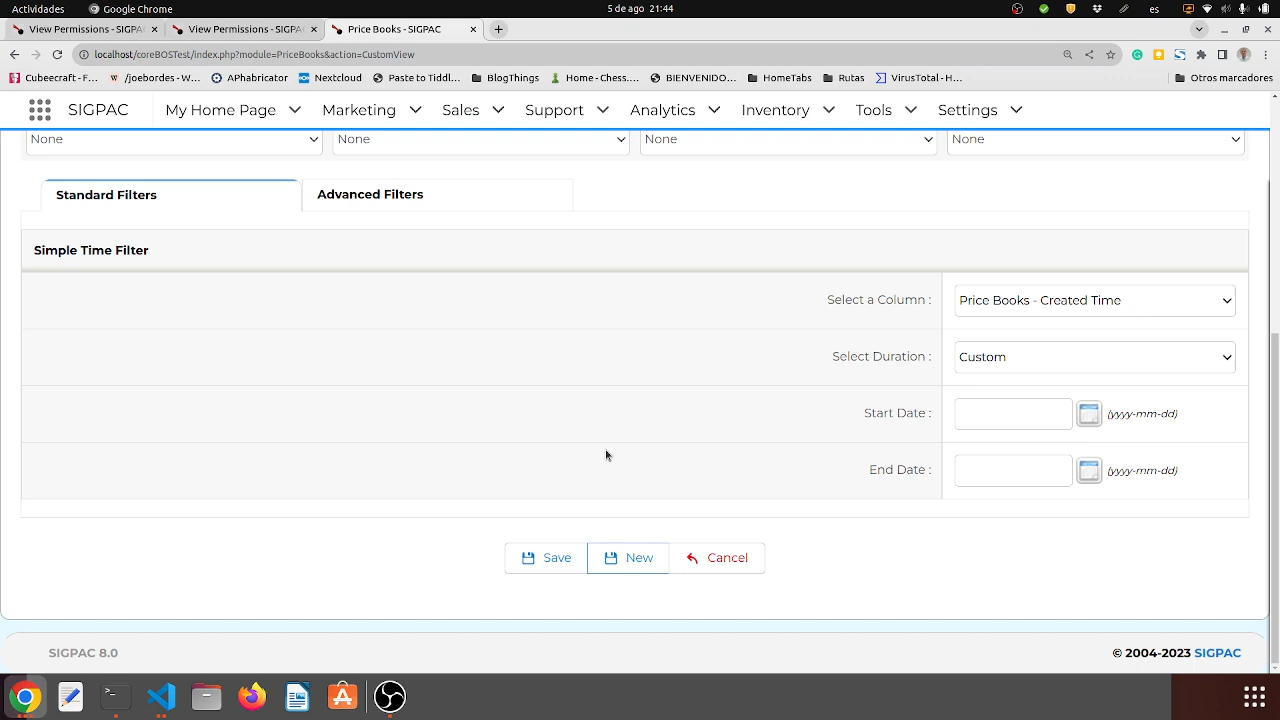 Actividades Google Chrome 5 de ago 21:44 es
View Permissions - SIGPA View Permissions - SIGPA Price Books - SIGPAC
localhost/coreBOSTest/index.php?module=PriceBooks&action=CustomView
Cubecraft - F... /joebordes - W... APhabricator Nextcloud Paste to Tiddl... BlogThings Home - Chess.... BIENVENIDO... HomeTabs Rutas VirusTotal - H... Otros marcadores
SIGPAC My Home Page Marketing Sales Support Analytics Inventory Tools Settings
None None None None
Standard Filters Advanced Filters
Simple Time Filter
Select a Column : Price Books - Created Time
Select Duration : Custom
Start Date : (yyyy-mm-dd)
End Date : (yyyy-mm-dd)
Save New Cancel
SIGPAC 8.0 © 2004-2023 SIGPAC